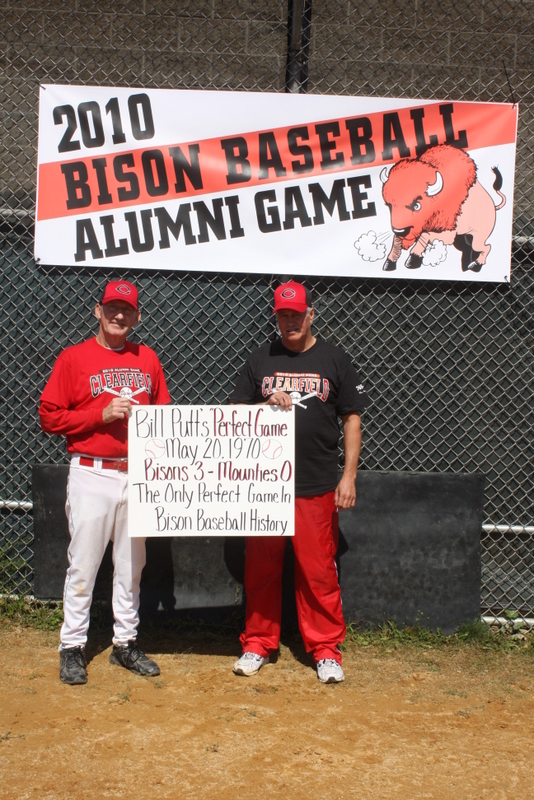 2010
BISON BASEBALL
ALUMNI GAME
C
C
CLEARFIELD
CLEARFIELD
Bill Putt's Perfect Game
May 20, 1970
Bisons 3 - Mounties 0
The Only Perfect Game In
Bison Baseball History